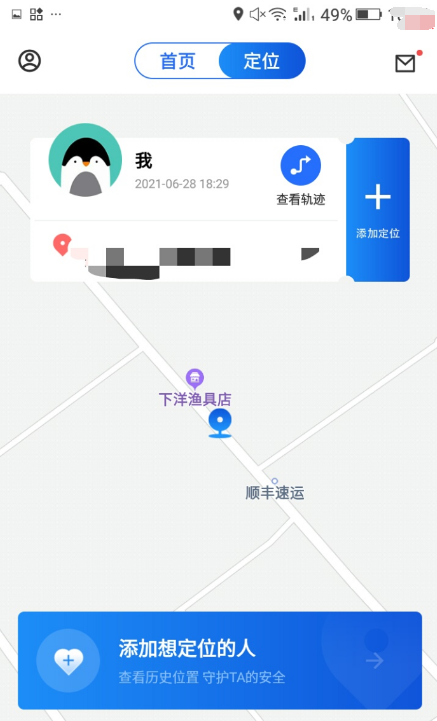 49%
首页
定位
我
2021-06-28 18:29
查看轨迹
添加定位
下洋渔具店
顺丰速运
添加想定位的人
查看历史位置 守护TA的安全